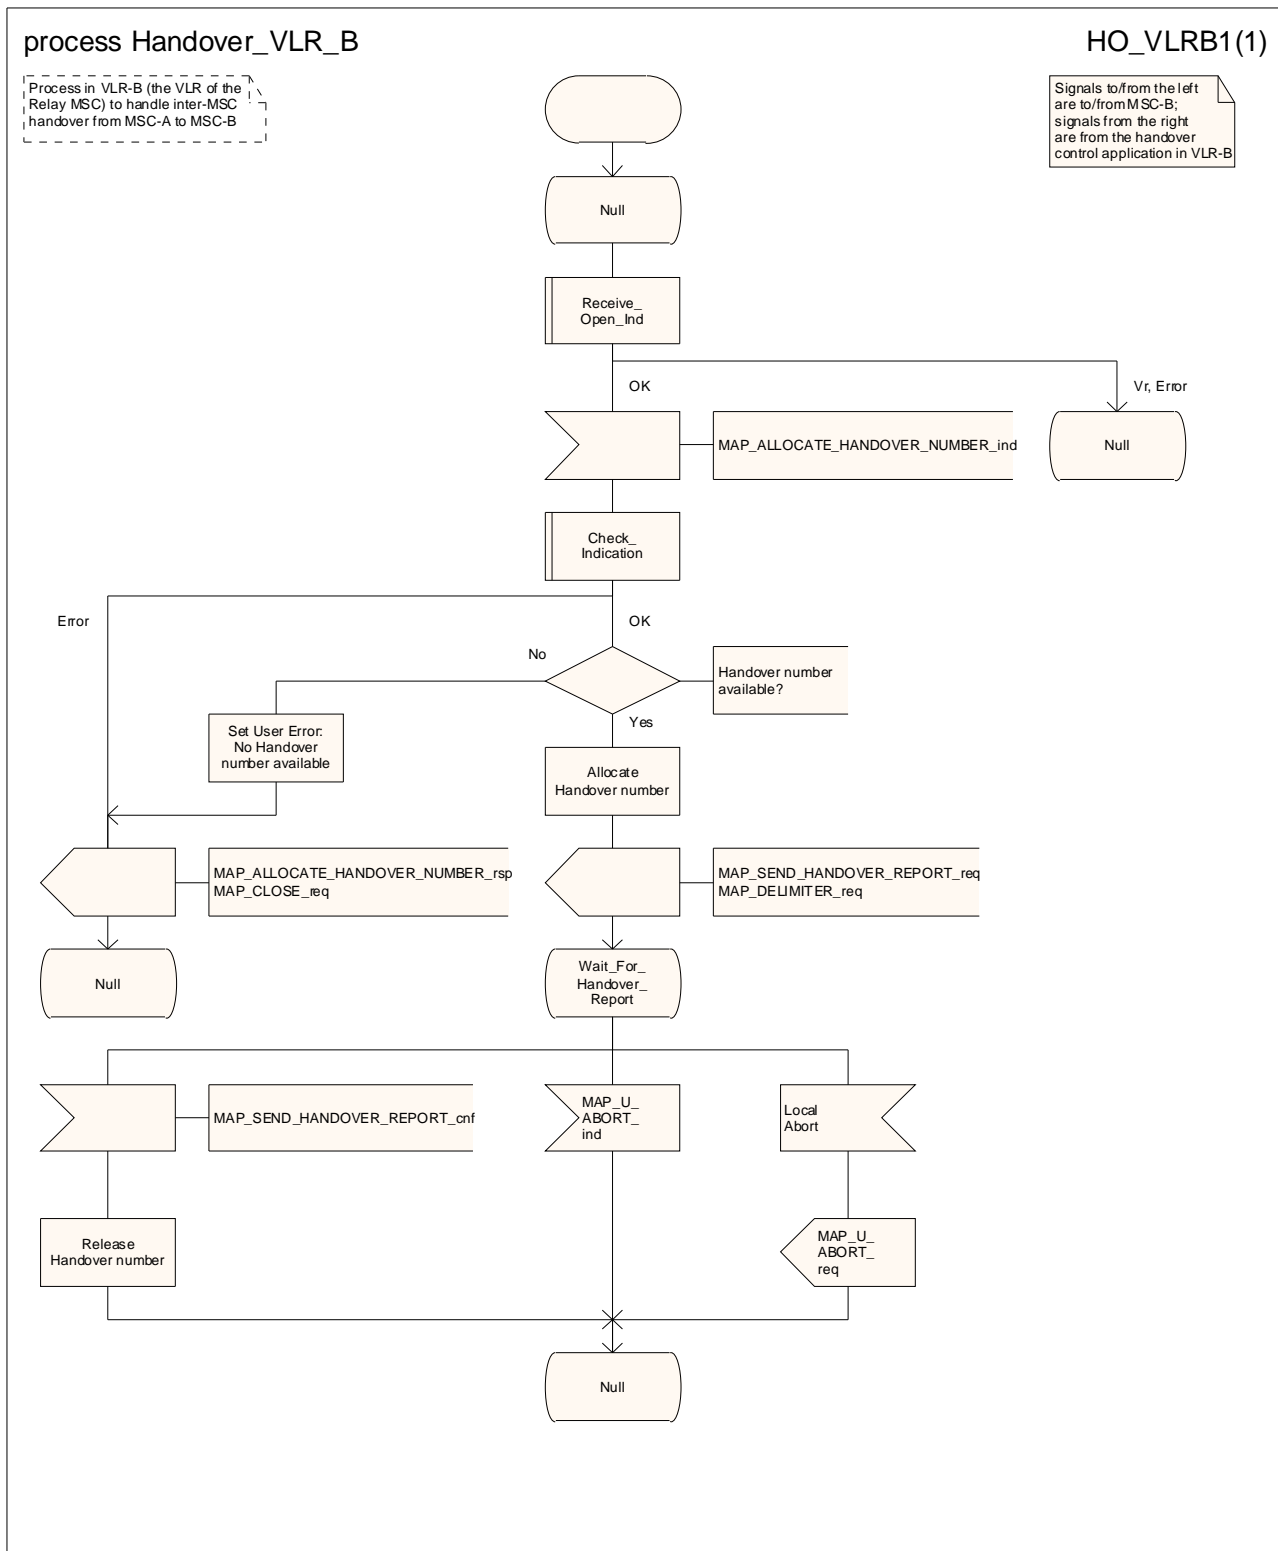 process Handover_VLR_B
HO_VLRB1(1)
Process in VLR-B (the VLR of the
Relay MSC) to handle inter-MSC
handover from MSC-A to MSC-B
Signals to/from the left
are to/from MSC-B;
signals from the right
are from the handover
control application in VLR-B
Null
Receive_
Open_Ind
OK
Vr, Error
MAP_ALLOCATE_HANDOVER_NUMBER_ind
Null
Check_
Indication
Error
OK
No
Handover number
available?
Yes
Set User Error:
No Handover
number available
Allocate
Handover number
MAP_ALLOCATE_HANDOVER_NUMBER_rsp
MAP_CLOSE_req
MAP_SEND_HANDOVER_REPORT_req
MAP_DELIMITER_req
Null
Wait_For_
Handover_
Report
MAP_SEND_HANDOVER_REPORT_cnf
MAP_U_
ABORT_
ind
Local
Abort
Release
Handover number
MAP_U_
ABORT_
req
Null